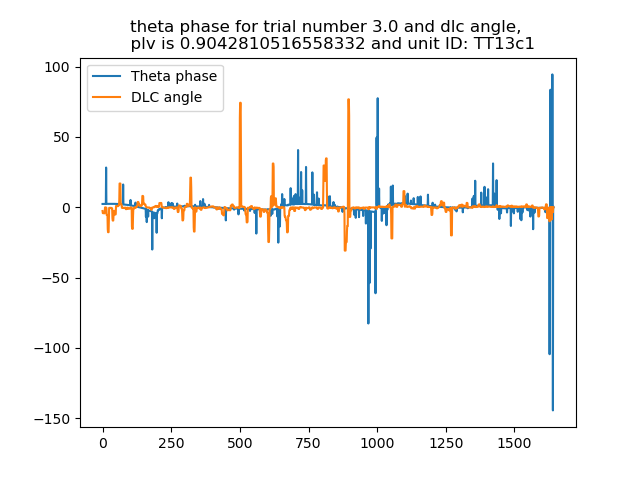 theta phase for trial number 3.0 and dlc angle,
plv is 0.9042810516558332 and unit ID: TT13c1
Theta phase
DLC angle
100
50
0
−50
−100
−150
0 250 500 750 1000 1250 1500